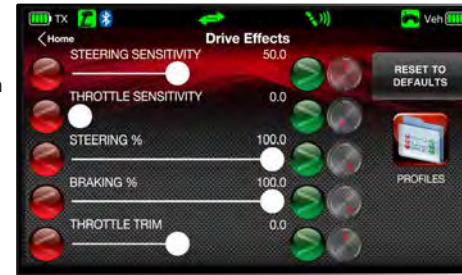 TX
Veh
Home
Drive Effects
STEERING SENSITIVITY 50.0
RESET TO
DEFAULTS
THROTTLE SENSITIVITY 0.0
STEERING % 100.0
PROFILES
BRAKING % 100.0
THROTTLE TRIM 0.0